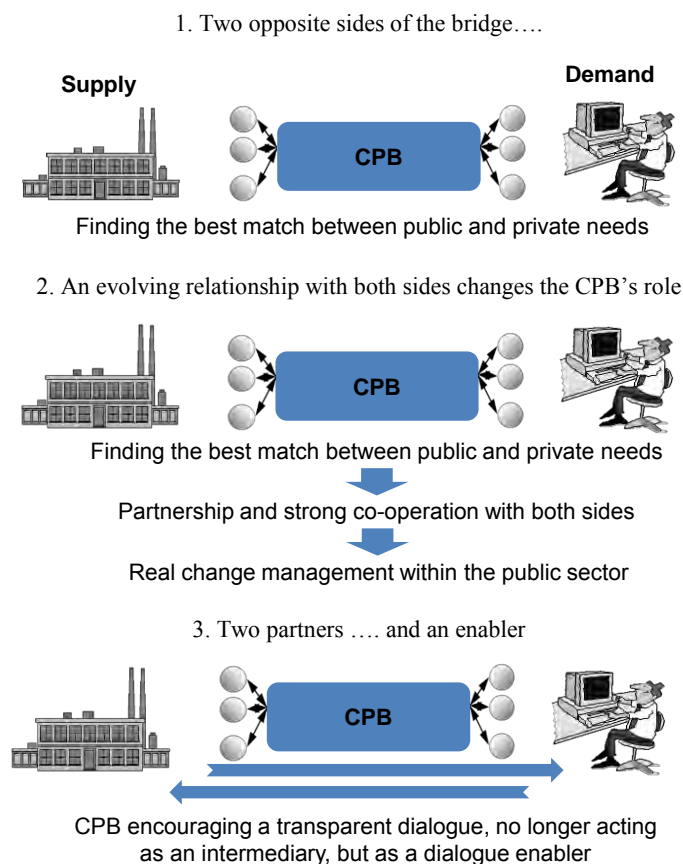 1. Two opposite sides of the bridge….
Supply
Demand
CPB
Finding the best match between public and private needs
2. An evolving relationship with both sides changes the CPB’s role
CPB
Finding the best match between public and private needs
Partnership and strong co-operation with both sides
Real change management within the public sector
3. Two partners …. and an enabler
CPB
CPB encouraging a transparent dialogue, no longer acting
as an intermediary, but as a dialogue enabler